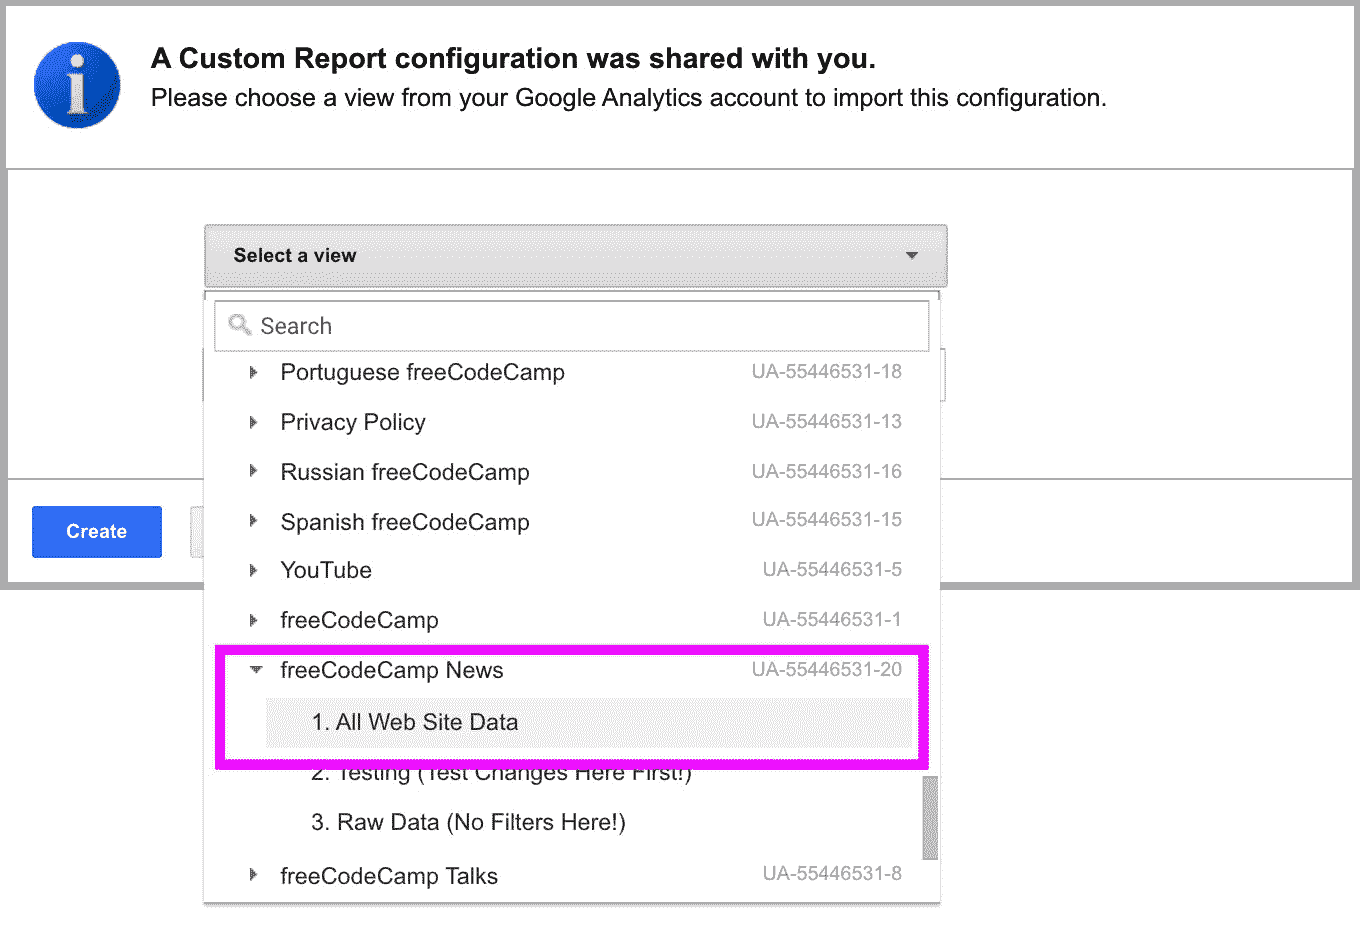 A Custom Report configuration was shared with you.
Please choose a view from your Google Analytics account to import this configuration.
Select a view
Search
Portuguese freeCodeCamp UA-55446531-18
Privacy Policy UA-55446531-13
Russian freeCodeCamp UA-55446531-16
Spanish freeCodeCamp UA-55446531-15
Create
YouTube UA-55446531-5
freeCodeCamp UA-55446531-1
freeCodeCamp News UA-55446531-20
1. All Web Site Data
2. Testing (Test Changes Here First!)
3. Raw Data (No Filters Here!)
freeCodeCamp Talks UA-55446531-8